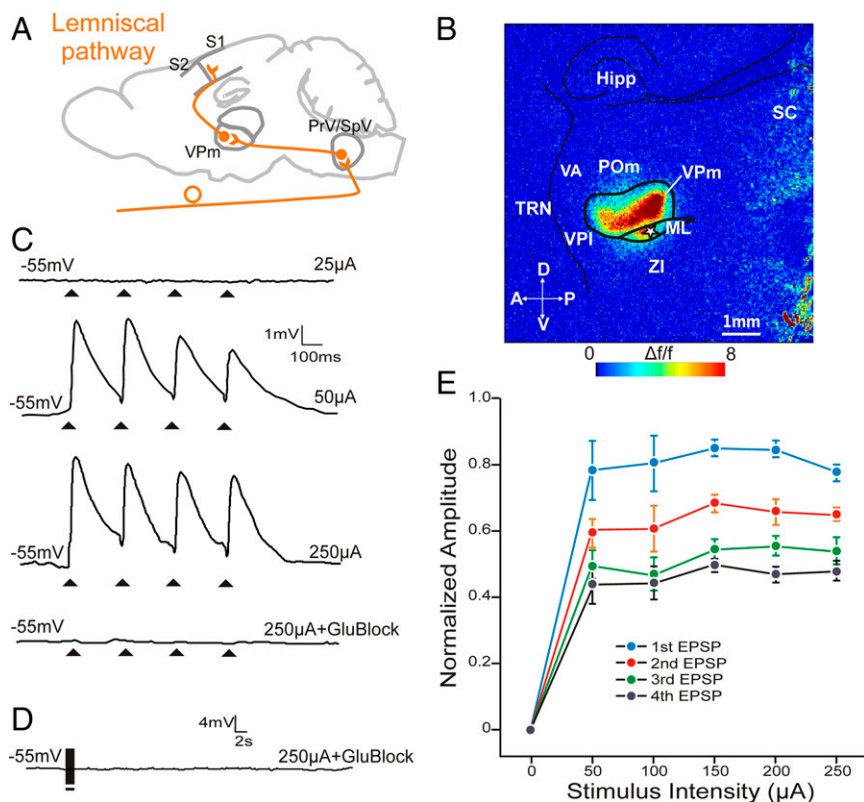 A
Lemniscal
pathway
S1
S2
PrV/SpV
VPm
B
Hipp
SC
VA
POm
VPm
TRN
VPl
ML
ZI
D
A P
V
1mm
0 Δf/f 8
C
-55mV 25µA
1mV
100ms
-55mV 50µA
-55mV 250µA
-55mV 250µA+GluBlock
D
4mV
2s
-55mV 250µA+GluBlock
E
Normalized Amplitude
1.0
0.8
0.6
0.4
0.2
0
1st EPSP
2nd EPSP
3rd EPSP
4th EPSP
0 50 100 150 200 250
Stimulus Intensity (µA)